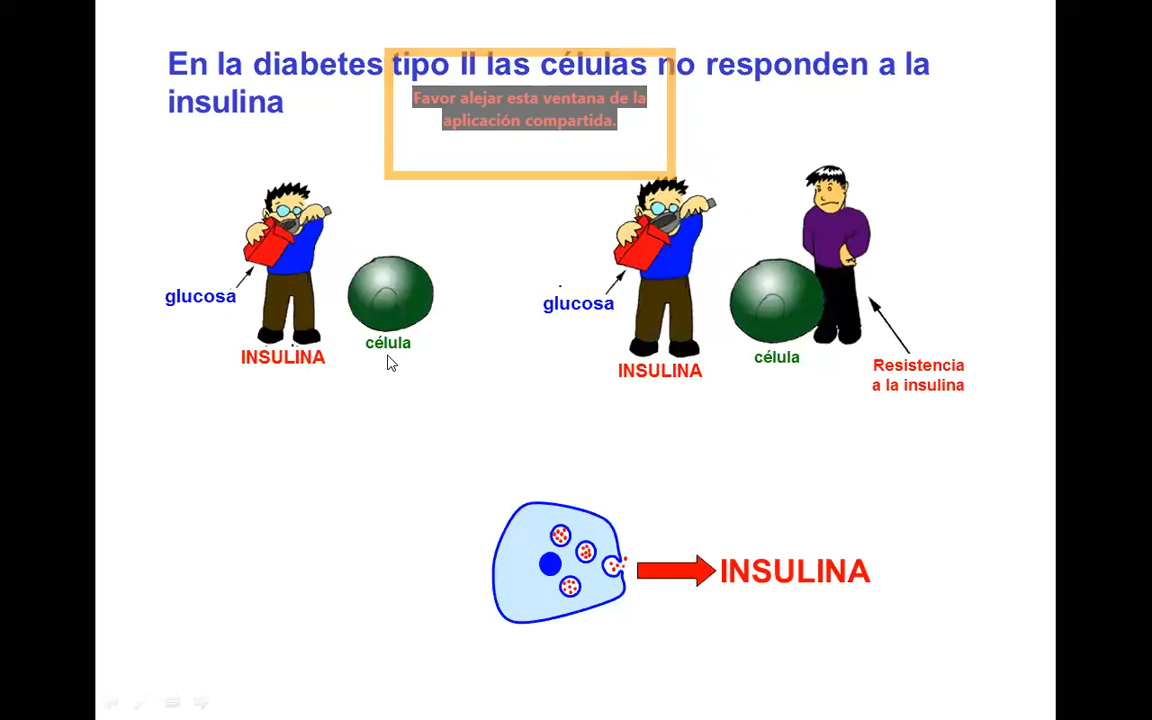 En la diabetes tipo II las células no responden a la
insulina
Favor alejar esta ventana de la
aplicación compartida.
glucosa
INSULINA
célula
glucosa
INSULINA
célula
Resistencia
a la insulina
INSULINA